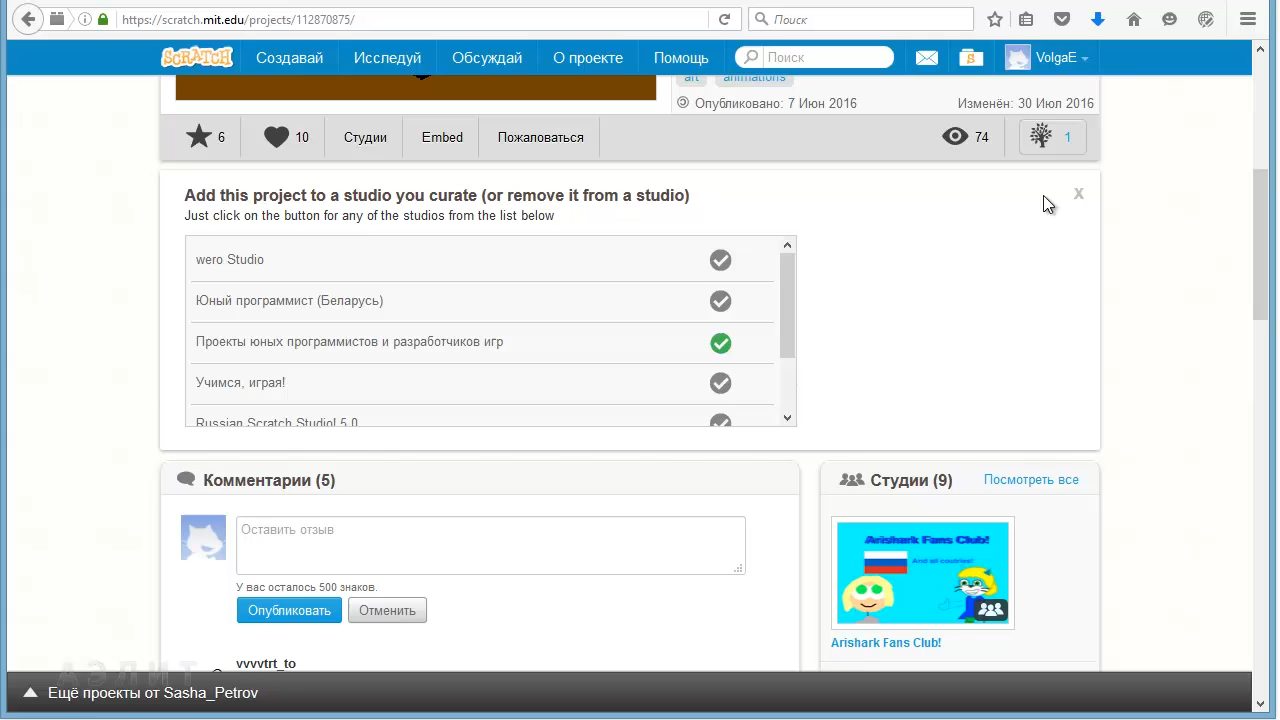 https://scratch.mit.edu/projects/112870875/
Поиск
SCRATCH
Создавай
Исследуй
Обсуждай
О проекте
Помощь
Поиск
S
VolgaE
art
animations
Опубликовано: 7 Июн 2016
Изменён: 30 Июл 2016
6
10
Студии
Embed
Пожаловаться
74
1
Add this project to a studio you curate (or remove it from a studio)
x
Just click on the button for any of the studios from the list below
wero Studio
Юный программист (Беларусь)
Проекты юных программистов и разработчиков игр
Учимся, играя!
Russian Scratch Studio! 5.0
Комментарии (5)
Оставить отзыв
У вас осталось 500 знаков.
Опубликовать
Отменить
vvvvtrt_to
Студии (9)
Посмотреть все
Arishark Fans Club!
And all coubtries!
Arishark Fans Club!
АЭЛИТ
Ещё проекты от Sasha_Petrov